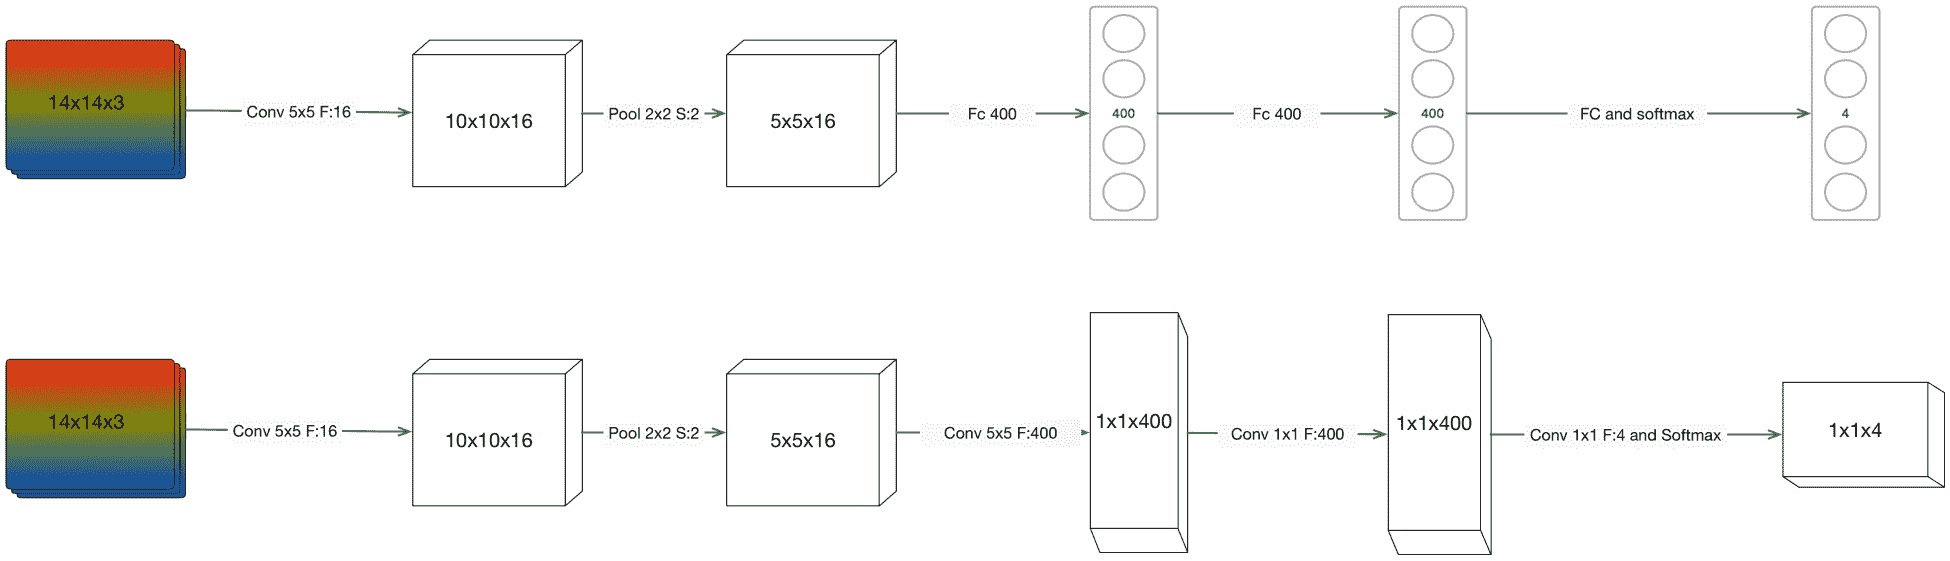 14x14x3
Conv 5x5 F:16
10x10x16
Pool 2x2 S:2
5x5x16
Fc 400
400
Fc 400
400
FC and softmax
4
14x14x3
Conv 5x5 F:16
10x10x16
Pool 2x2 S:2
5x5x16
Conv 5x5 F:400
1x1x400
Conv 1x1 F:400
1x1x400
Conv 1x1 F:4 and Softmax
1x1x4